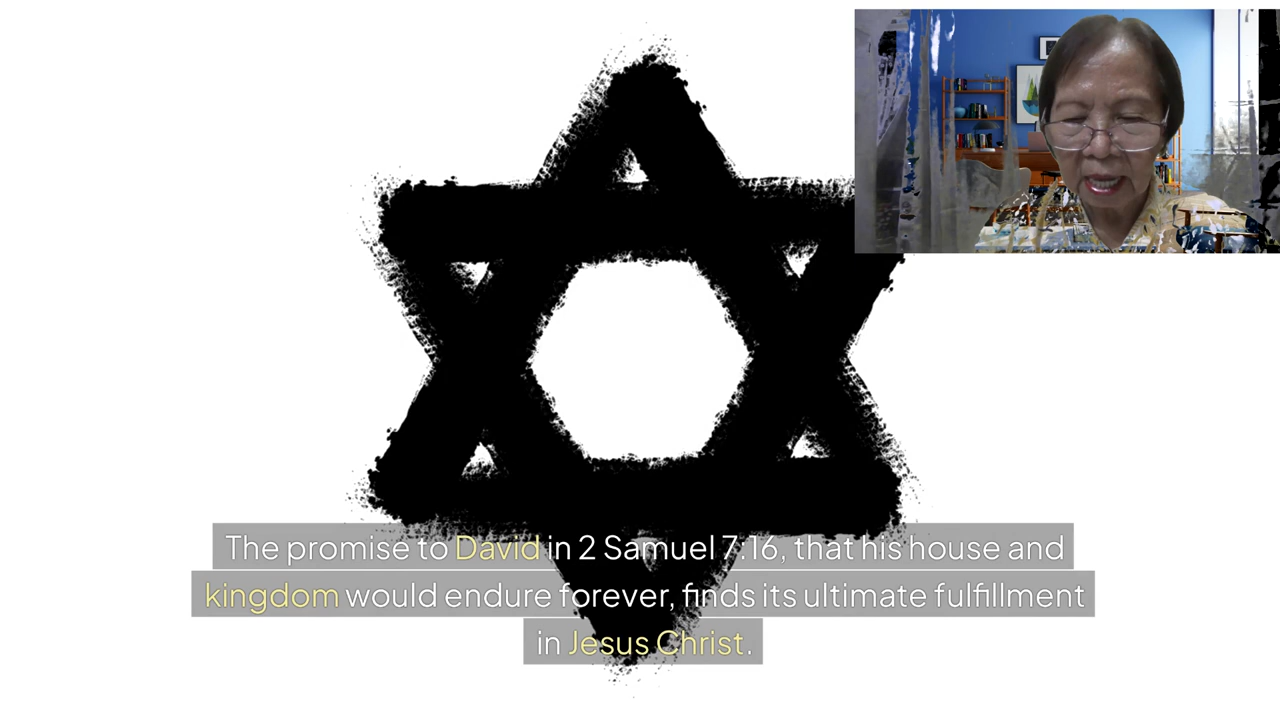 The promise to David in 2 Samuel 7:16, that his house and
kingdom would endure forever, finds its ultimate fulfillment
in Jesus Christ.